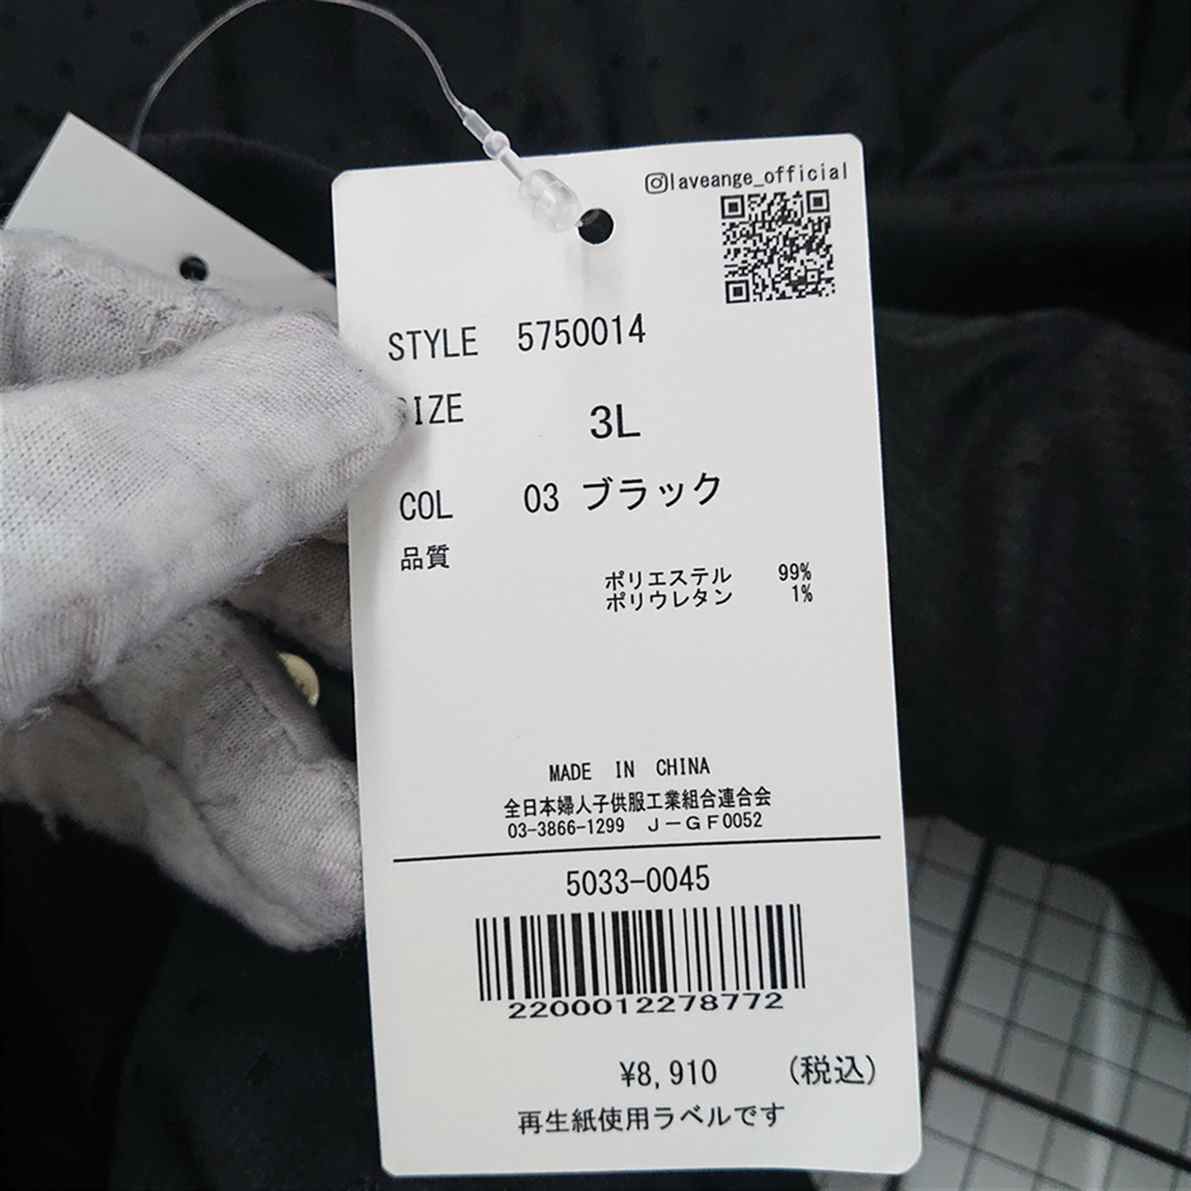 laveange_official
STYLE 5750014
SIZE 3L
COL 03 ブラック
品質
ポリエステル 99%
ポリウレタン 1%
MADE IN CHINA
全日本婦人子供服工業組合連合会
03-3866-1299 J-GF0052
5033-0045
2200012278772
¥8,910 (税込)
再生紙使用ラベルです